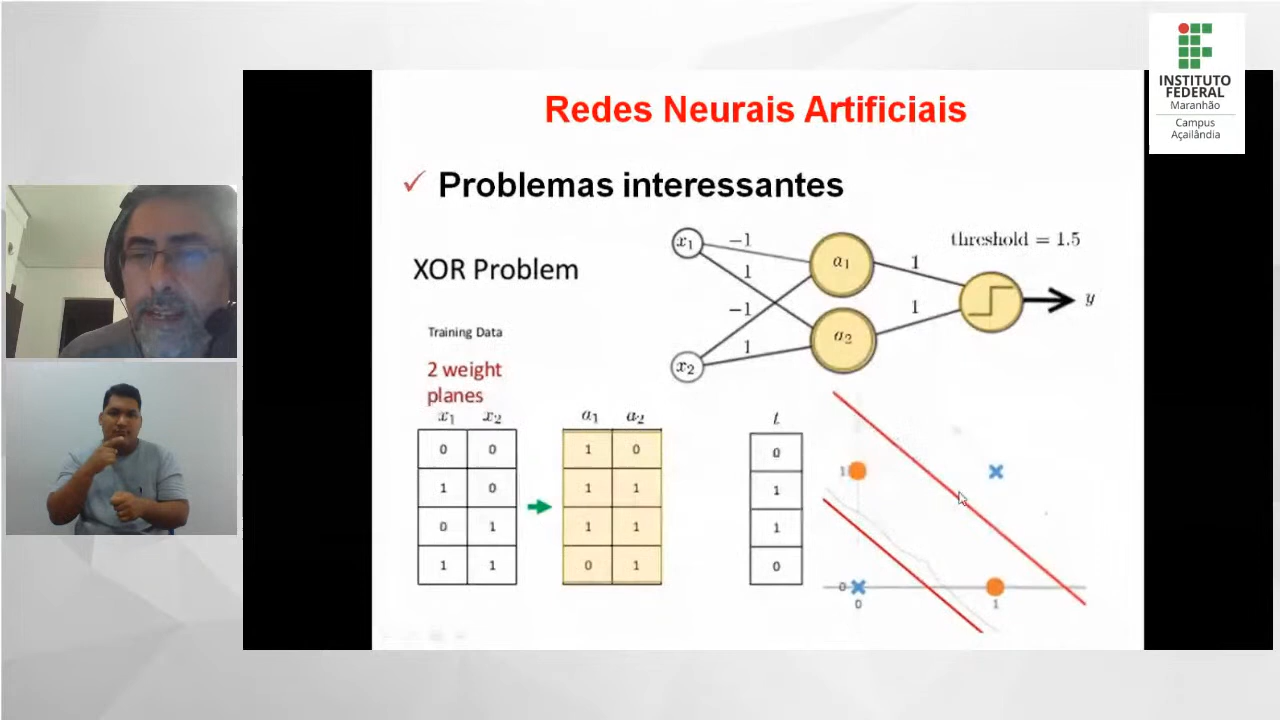 INSTITUTO
FEDERAL
Maranhão
Campus
Açailândia
Redes Neurais Artificiais
✓ Problemas interessantes
XOR Problem
Training Data
2 weight
planes
x1 x2
0 0
1 0
0 1
1 1
a1 a2
1 0
1 1
1 1
0 1
t
0
1
1
0
x1 −1 a1 1 threshold = 1.5
1
−1
x2 1 a2 1 y
1
0
0 1